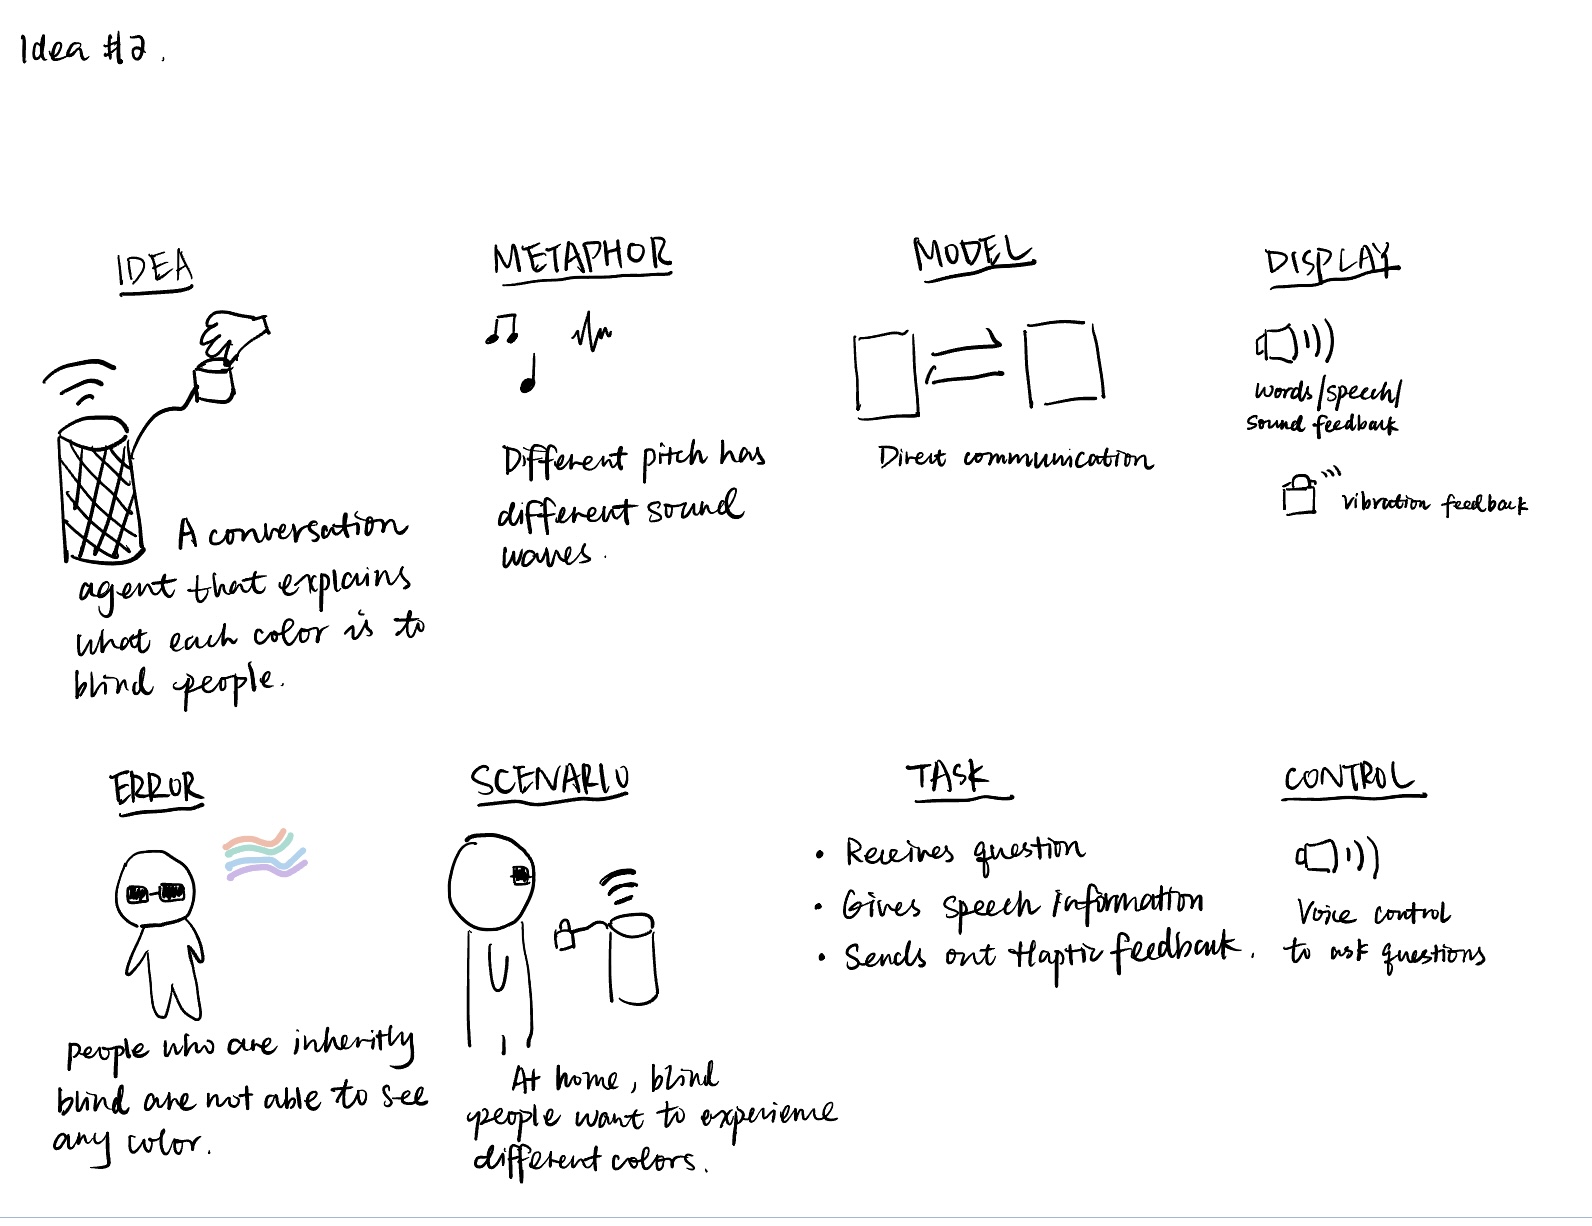 Idea #2.
IDEA
A conversation
agent that explains
what each color is to
blind people.
METAPHOR
Different pitch has
different sound
waves.
MODEL
Direct communication
DISPLAY
words/speech/
sound feedback
vibration feedback
ERROR
people who are inheritly
blind are not able to see
any color.
SCENARIO
At home, blind
people want to experience
different colors.
TASK
• Receives question
• Gives speech information
• Sends out Haptic feedback.
CONTROL
Voice control
to ask questions